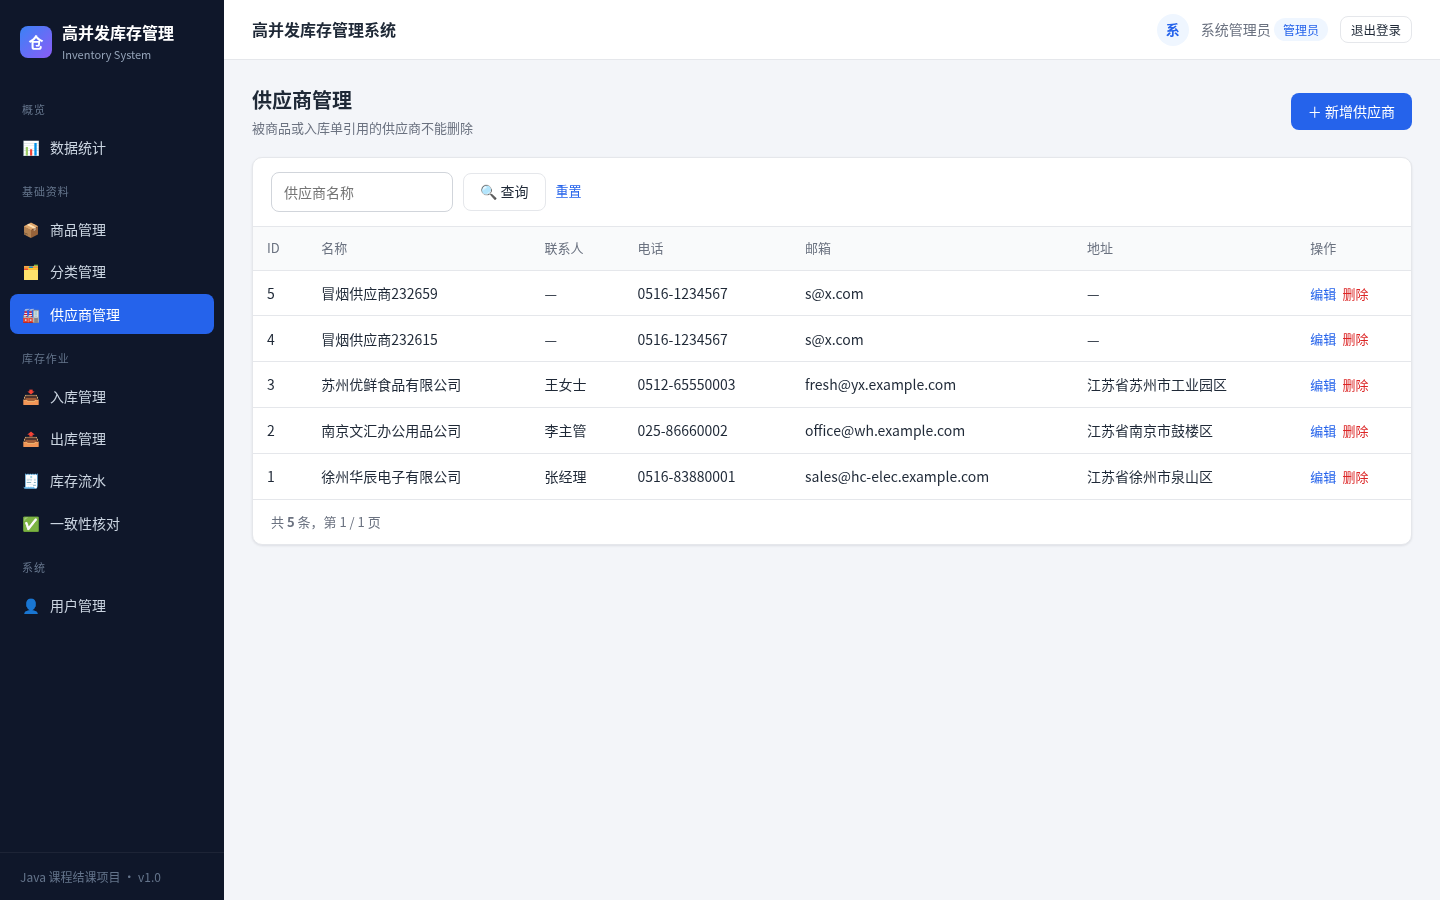 仓
高并发库存管理
Inventory System
概览
数据统计
基础资料
商品管理
分类管理
供应商管理
库存作业
入库管理
出库管理
库存流水
一致性核对
系统
用户管理
Java 课程结课项目 · v1.0
高并发库存管理系统
系 系统管理员 管理员 退出登录
供应商管理
被商品或入库单引用的供应商不能删除
＋ 新增供应商
供应商名称 查询 重置
ID 名称 联系人 电话 邮箱 地址 操作
5 冒烟供应商232659 — 0516-1234567 s@x.com — 编辑 删除
4 冒烟供应商232615 — 0516-1234567 s@x.com — 编辑 删除
3 苏州优鲜食品有限公司 王女士 0512-65550003 fresh@yx.example.com 江苏省苏州市工业园区 编辑 删除
2 南京文汇办公用品公司 李主管 025-86660002 office@wh.example.com 江苏省南京市鼓楼区 编辑 删除
1 徐州华辰电子有限公司 张经理 0516-83880001 sales@hc-elec.example.com 江苏省徐州市泉山区 编辑 删除
共 5 条，第 1 / 1 页